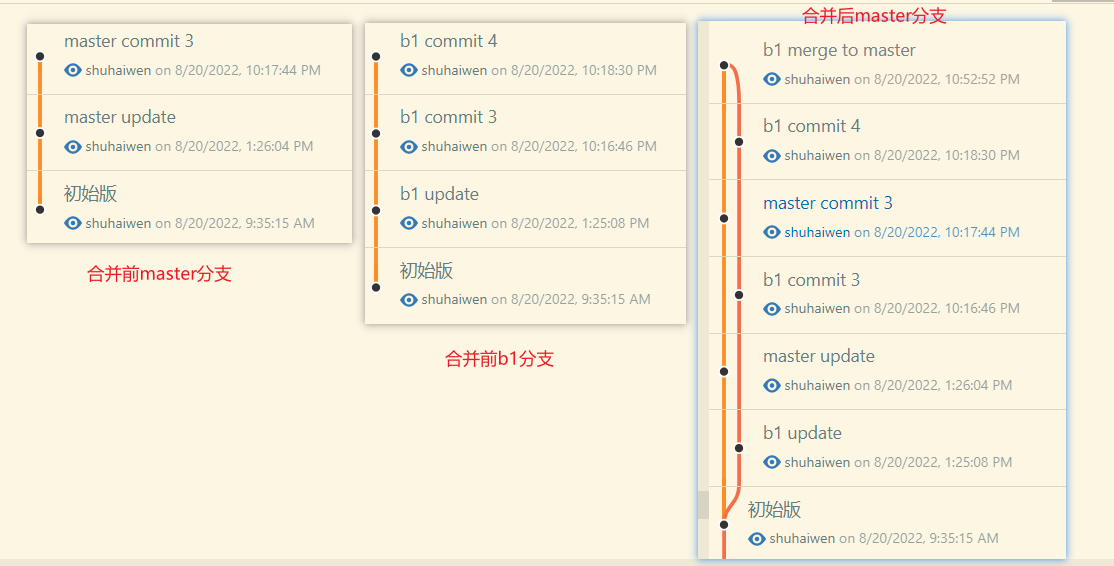 master commit 3
shuhaiwen on 8/20/2022, 10:17:44 PM
master update
shuhaiwen on 8/20/2022, 1:26:04 PM
初始版
shuhaiwen on 8/20/2022, 9:35:15 AM
合并前master分支
b1 commit 4
shuhaiwen on 8/20/2022, 10:18:30 PM
b1 commit 3
shuhaiwen on 8/20/2022, 10:16:46 PM
b1 update
shuhaiwen on 8/20/2022, 1:25:08 PM
初始版
shuhaiwen on 8/20/2022, 9:35:15 AM
合并前b1分支
合并后master分支
b1 merge to master
shuhaiwen on 8/20/2022, 10:52:52 PM
b1 commit 4
shuhaiwen on 8/20/2022, 10:18:30 PM
master commit 3
shuhaiwen on 8/20/2022, 10:17:44 PM
b1 commit 3
shuhaiwen on 8/20/2022, 10:16:46 PM
master update
shuhaiwen on 8/20/2022, 1:26:04 PM
b1 update
shuhaiwen on 8/20/2022, 1:25:08 PM
初始版
shuhaiwen on 8/20/2022, 9:35:15 AM